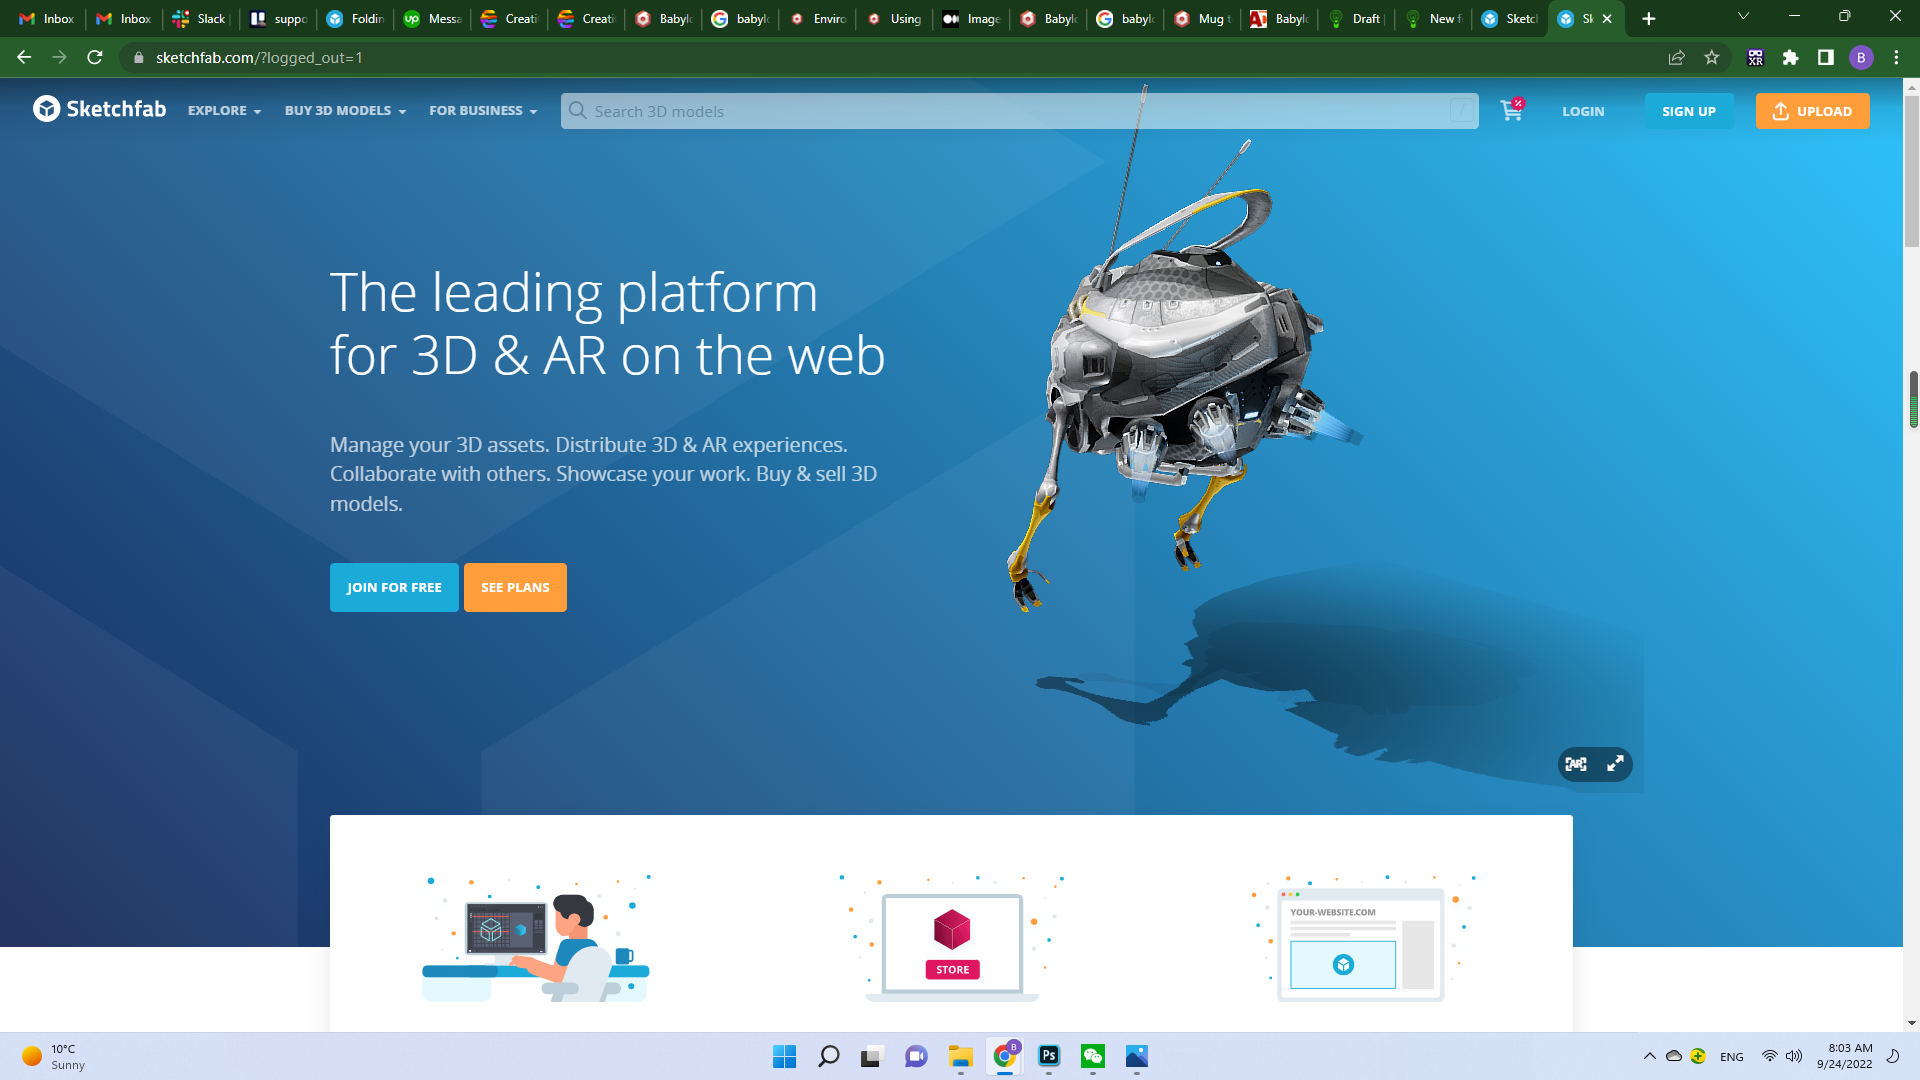 Inbox
Inbox
Slack
suppo
Foldin
Messa
Creati
Creati
Babylo
babylo
Enviro
Using
Image
Babylo
babylo
Mug t
Babylo
Draft
New f
Sketch
Sk
sketchfab.com/?logged_out=1
XR
B
Sketchfab
EXPLORE
BUY 3D MODELS
FOR BUSINESS
Search 3D models
/
%
LOGIN
SIGN UP
UPLOAD
The leading platform
for 3D & AR on the web
Manage your 3D assets. Distribute 3D & AR experiences.
Collaborate with others. Showcase your work. Buy & sell 3D
models.
JOIN FOR FREE
SEE PLANS
AR
STORE
YOUR-WEBSITE.COM
10°C
Sunny
B
Ps
ENG
8:03 AM
9/24/2022